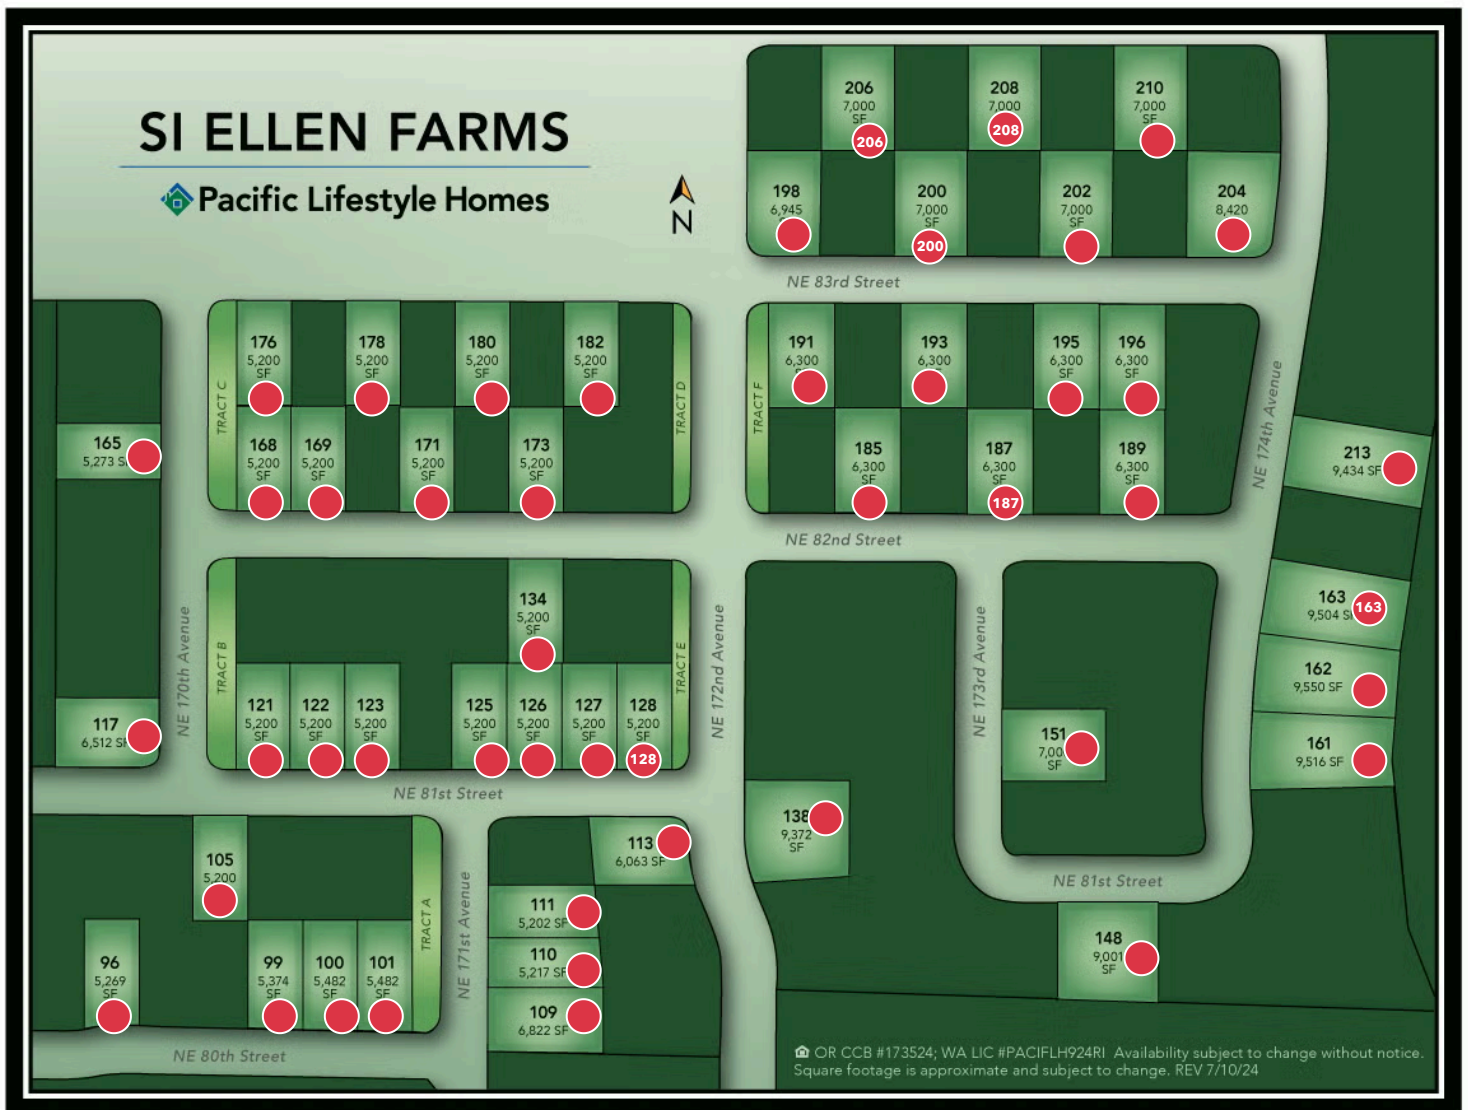 SI ELLEN FARMS
Pacific Lifestyle Homes
N
206
7,000
SF
206
208
7,000
SF
208
210
7,000
SF
198
6,945
200
7,000
SF
200
202
7,000
SF
204
8,420
NE 83rd Street
TRACT C
176
5,200
SF
178
5,200
SF
180
5,200
SF
182
5,200
SF
TRACT D
168
5,200
SF
169
5,200
SF
171
5,200
SF
173
5,200
SF
TRACT F
191
6,300
193
6,300
195
6,300
SF
196
6,300
SF
185
6,300
SF
187
6,300
SF
187
189
6,300
SF
NE 174th Avenue
165
5,273 SF
213
9,434 SF
NE 82nd Street
NE 170th Avenue
TRACT B
134
5,200
SF
TRACT E
NE 172nd Avenue
NE 173rd Avenue
163
9,504 SF
163
162
9,550 SF
161
9,516 SF
117
6,512 SF
121
5,200
SF
122
5,200
SF
123
5,200
SF
125
5,200
SF
126
5,200
SF
127
5,200
SF
128
5,200
SF
128
151
SF
NE 81st Street
138
9,372
SF
105
5,200
TRACT A
NE 171st Avenue
113
6,063 SF
111
5,202 SF
110
5,217 SF
109
6,822 SF
NE 81st Street
148
9,001
SF
96
5,269
SF
99
5,374
SF
100
5,482
SF
101
5,482
SF
NE 80th Street
OR CCB #173524; WA LIC #PACIFLH924RI Availability subject to change without notice.
Square footage is approximate and subject to change. REV 7/10/24